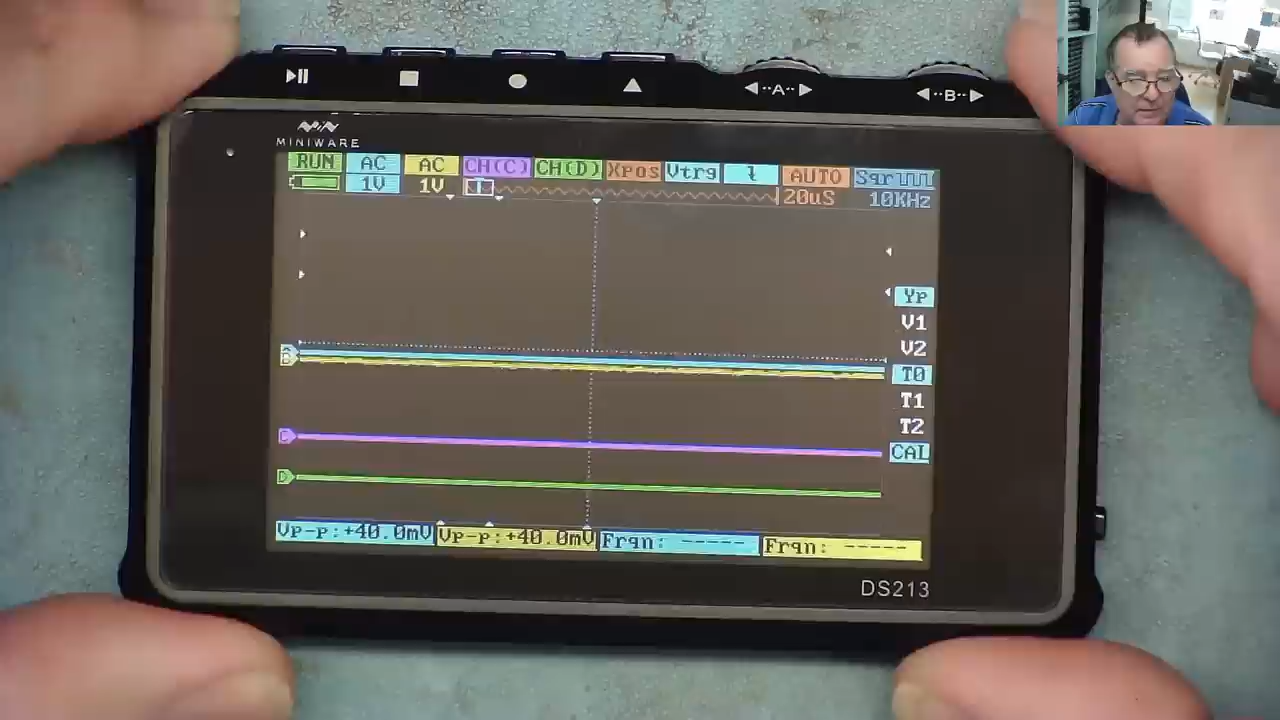 ··A··
··B··
MINIWARE
RUN AC AC CH(C) CH(D) Xpos Vtrg AUTO Sqr
1V 1V T 20uS 10KHz
Yp
V1
V2
T0
T1
T2
CAL
D
Vp-p:+40.0mV Vp-p:+40.0mV Frqn: ----- Frqn: -----
DS213